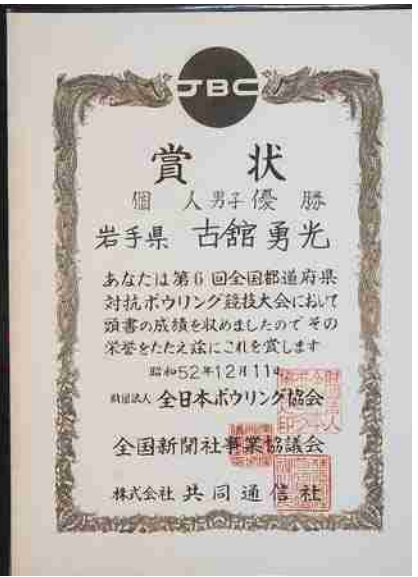 JBC
賞状
個人男子優勝
岩手県 古舘勇光
あなたは第6回全国都道府県
対抗ボウリング競技大会において
頭書の成績を収めましたのでその
栄誉をたたえ茲にこれを賞します
昭和52年12月11日
財団法人 全日本ボウリング協会
全国新聞社事業協議会
株式会社 共同通信社